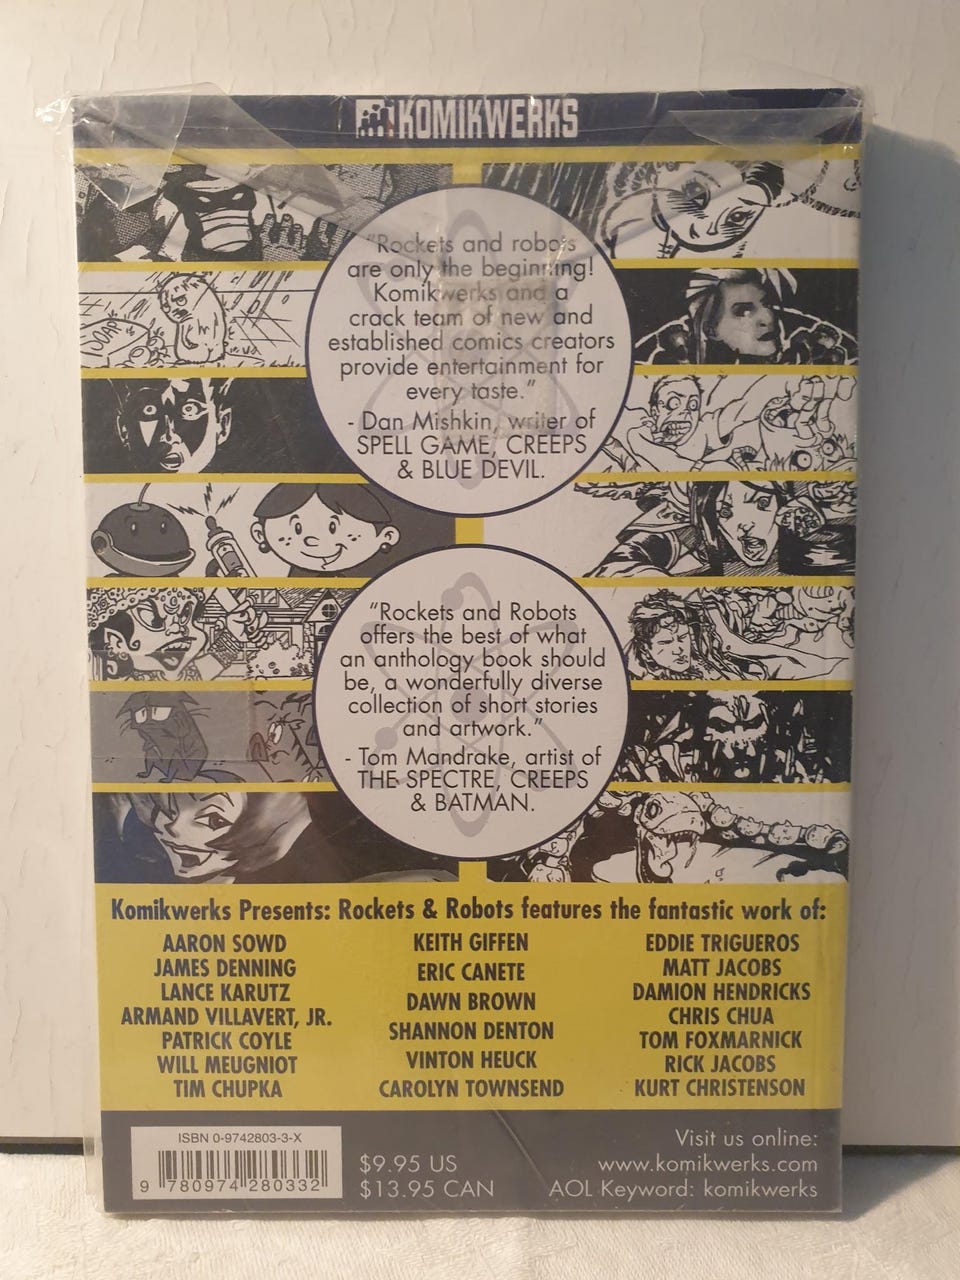 KOMIKWERKS
"Rockets and robots
are only the beginning!
Komikwerks and a
crack team of new and
established comics creators
provide entertainment for
every taste."
- Dan Mishkin, writer of
SPELL GAME, CREEPS
& BLUE DEVIL.
SOAP
"Rockets and Robots
offers the best of what
an anthology book should
be, a wonderfully diverse
collection of short stories
and artwork."
- Tom Mandrake, artist of
THE SPECTRE, CREEPS
& BATMAN.
Komikwerks Presents: Rockets & Robots features the fantastic work of:
AARON SOWD
JAMES DENNING
LANCE KARUTZ
ARMAND VILLAVERT, JR.
PATRICK COYLE
WILL MEUGNIOT
TIM CHUPKA
KEITH GIFFEN
ERIC CANETE
DAWN BROWN
SHANNON DENTON
VINTON HEUCK
CAROLYN TOWNSEND
EDDIE TRIGUEROS
MATT JACOBS
DAMION HENDRICKS
CHRIS CHUA
TOM FOXMARNICK
RICK JACOBS
KURT CHRISTENSON
ISBN 0-9742803-3-X
9 780974 280332
$9.95 US
$13.95 CAN
Visit us online:
www.komikwerks.com
AOL Keyword: komikwerks